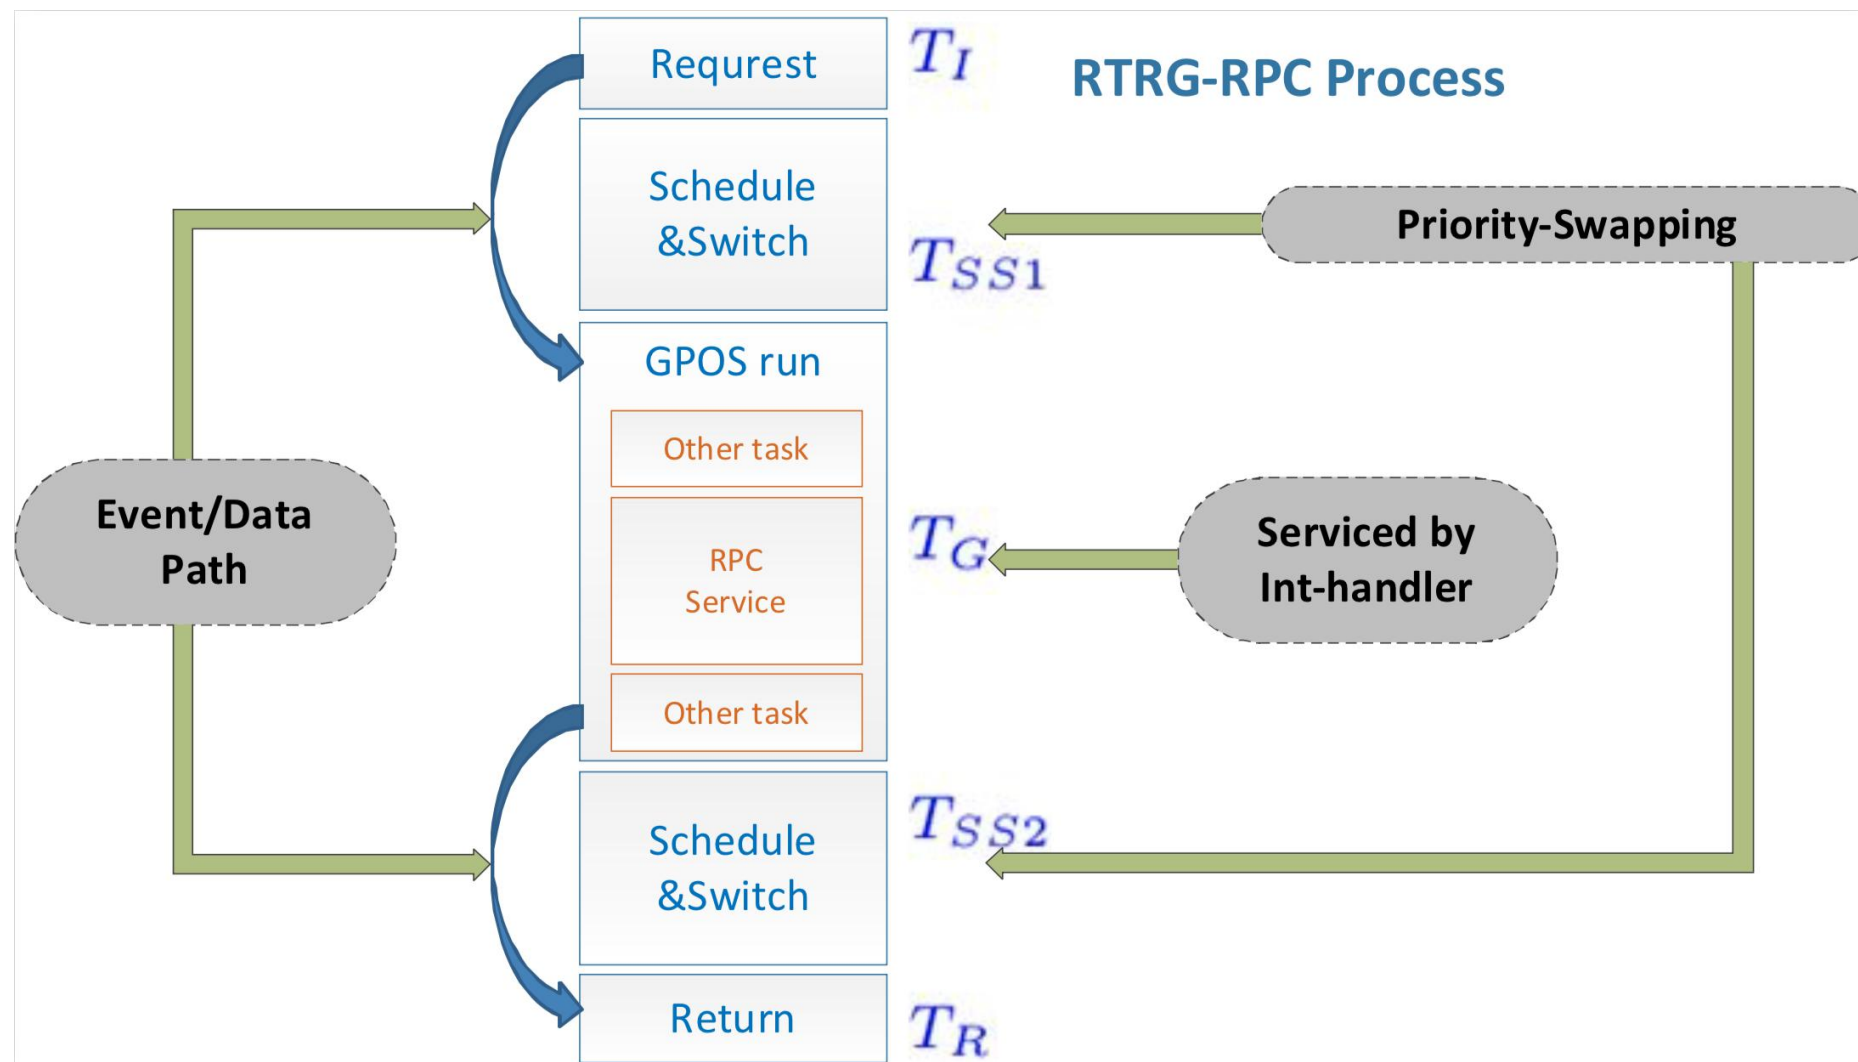 Requrest
T_I
RTRG-RPC Process
Schedule
&Switch
T_SS1
Priority-Swapping
GPOS run
Other task
Event/Data
Path
RPC
Service
T_G
Serviced by
Int-handler
Other task
Schedule
&Switch
T_SS2
Return
T_R